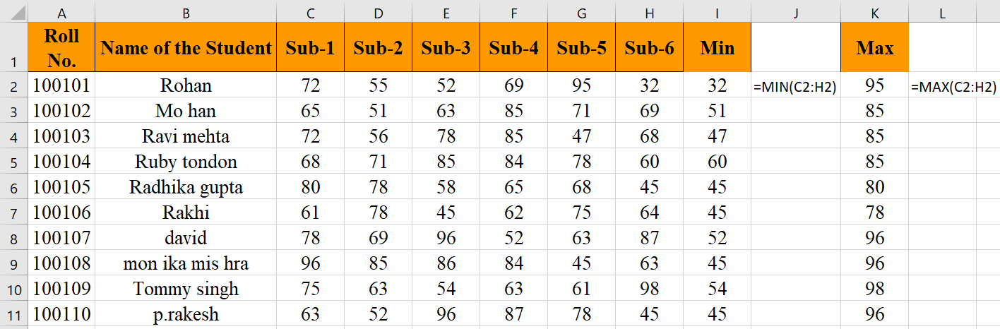 A B C D E F G H I J K L
1 Roll No. Name of the Student Sub-1 Sub-2 Sub-3 Sub-4 Sub-5 Sub-6 Min Max
2 100101 Rohan 72 55 52 69 95 32 32 =MIN(C2:H2) 95 =MAX(C2:H2)
3 100102 Mo han 65 51 63 85 71 69 51 85
4 100103 Ravi mehta 72 56 78 85 47 68 47 85
5 100104 Ruby tondon 68 71 85 84 78 60 60 85
6 100105 Radhika gupta 80 78 58 65 68 45 45 80
7 100106 Rakhi 61 78 45 62 75 64 45 78
8 100107 david 78 69 96 52 63 87 52 96
9 100108 mon ika mis hra 96 85 86 84 45 63 45 96
10 100109 Tommy singh 75 63 54 63 61 98 54 98
11 100110 p.rakesh 63 52 96 87 78 45 45 96